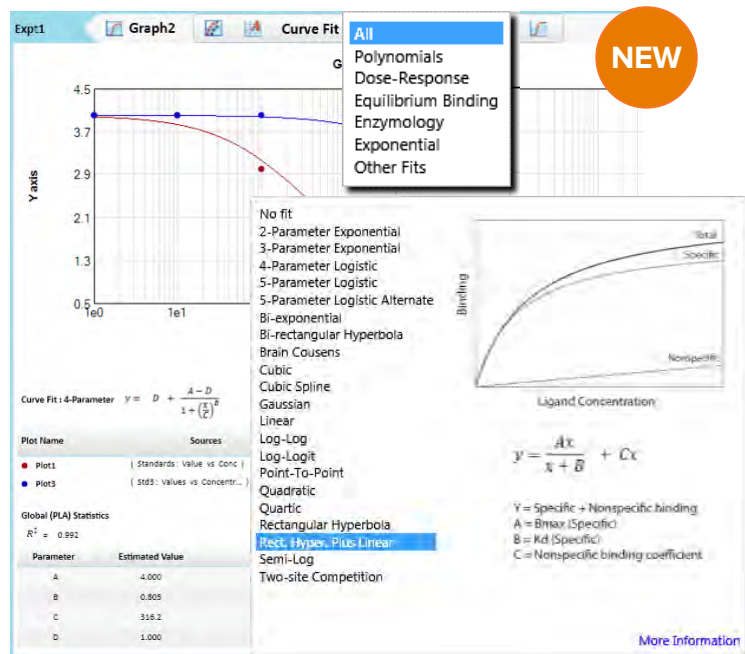 Expt1
Graph2
Curve Fit
All
Polynomials
Dose-Response
Equilibrium Binding
Enzymology
Exponential
Other Fits
NEW
G
Y axis
4.5
3.7
2.9
2.1
1.3
0.5
1e0
1e1
No fit
2-Parameter Exponential
3-Parameter Exponential
4-Parameter Logistic
5-Parameter Logistic
5-Parameter Logistic Alternate
Bi-exponential
Bi-rectangular Hyperbola
Brain Cousens
Cubic
Cubic Spline
Gaussian
Linear
Log-Log
Log-Logit
Point-To-Point
Quadratic
Quartic
Rectangular Hyperbola
Rect. Hyper. Plus Linear
Semi-Log
Two-site Competition
Binding
Total
Specific
Nonspecific
Ligand Concentration
y = Ax / (x + B) + Cx
Y = Specific + Nonspecific binding
A = Bmax (Specific)
B = Kd (Specific)
C = Nonspecific binding coefficient
More Information
Curve Fit : 4-Parameter y = D + (A - D) / (1 + (x/C)^B)
Plot Name Sources
Plot1 ( Standards: Value vs Conc )
Plot3 ( Std3: Values vs Concentr... )
Global (PLA) Statistics
R² = 0.992
Parameter Estimated Value
A 4.000
B 0.805
C 316.2
D 1.000